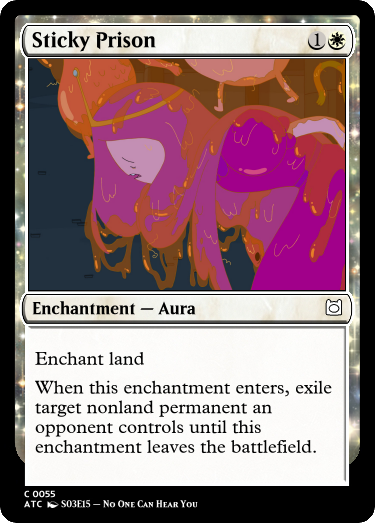 Sticky Prison 1
Enchantment — Aura
Enchant land
When this enchantment enters, exile
target nonland permanent an
opponent controls until this
enchantment leaves the battlefield.
C 0055
ATC S03E15 — No One Can Hear You